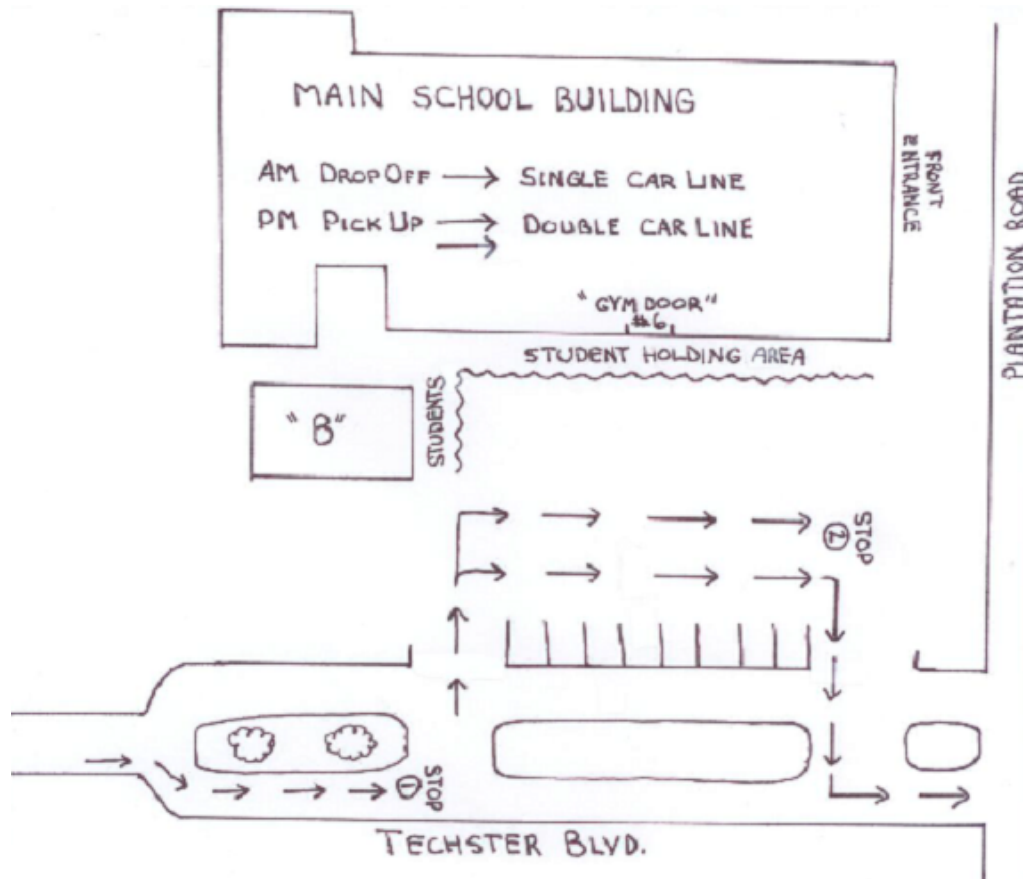 MAIN SCHOOL BUILDING
AM DROP OFF → SINGLE CAR LINE
PM PICK UP → DOUBLE CAR LINE
→
FRONT
ENTRANCE
PLANTATION ROAD
"GYM DOOR"
#6
STUDENT HOLDING AREA
"B"
STUDENTS
STOP
②
STOP
①
TECHSTER BLVD.